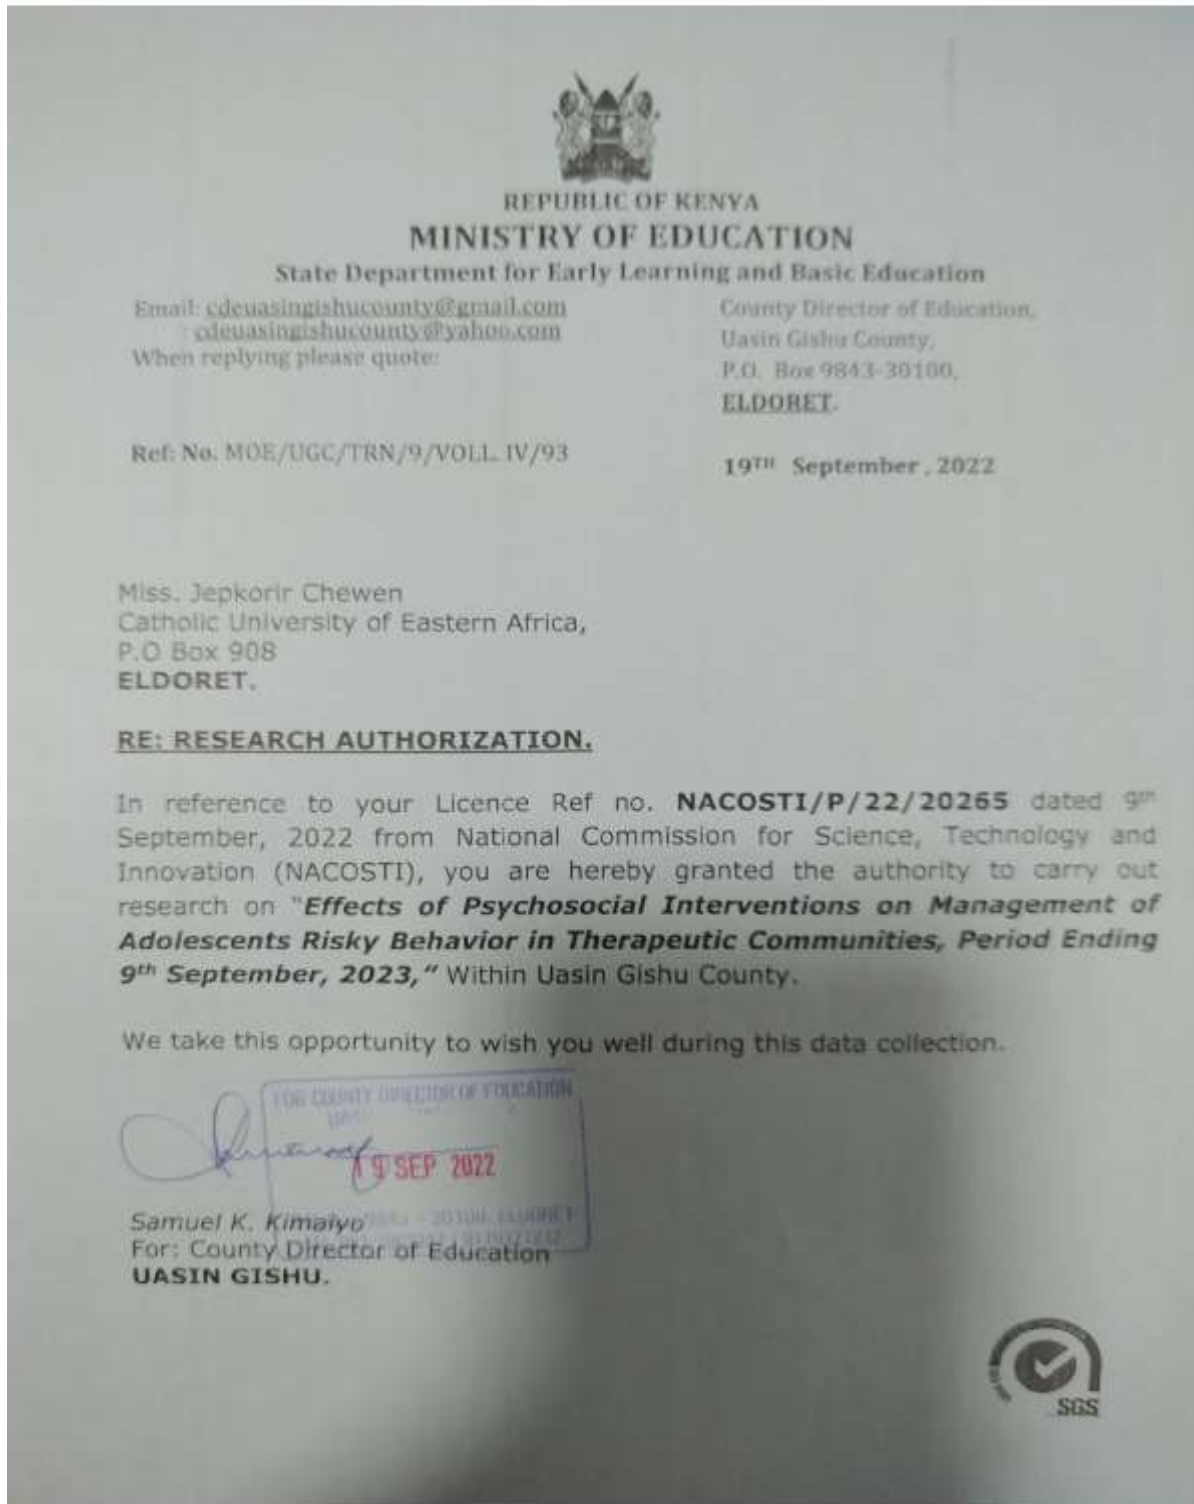 REPUBLIC OF KENYA
MINISTRY OF EDUCATION
State Department for Early Learning and Basic Education
Email: cdeuasingishucounty@gmail.com
: cdeuasingishucounty@yahoo.com
When replying please quote:
County Director of Education,
Uasin Gishu County,
P.O. Box 9843-30100,
ELDORET.
Ref: No. MOE/UGC/TRN/9/VOLL. IV/93
19TH September, 2022
Miss. Jepkorir Chewen
Catholic University of Eastern Africa,
P.O Box 908
ELDORET.
RE: RESEARCH AUTHORIZATION.
In reference to your Licence Ref no. NACOSTI/P/22/20265 dated 9th
September, 2022 from National Commission for Science, Technology and
Innovation (NACOSTI), you are hereby granted the authority to carry out
research on "Effects of Psychosocial Interventions on Management of
Adolescents Risky Behavior in Therapeutic Communities, Period Ending
9th September, 2023," Within Uasin Gishu County.
We take this opportunity to wish you well during this data collection.
FOR COUNTY DIRECTOR OF EDUCATION
19 SEP 2022
30100, ELDORET
Samuel K. Kimaiyo
For: County Director of Education
UASIN GISHU.
SGS